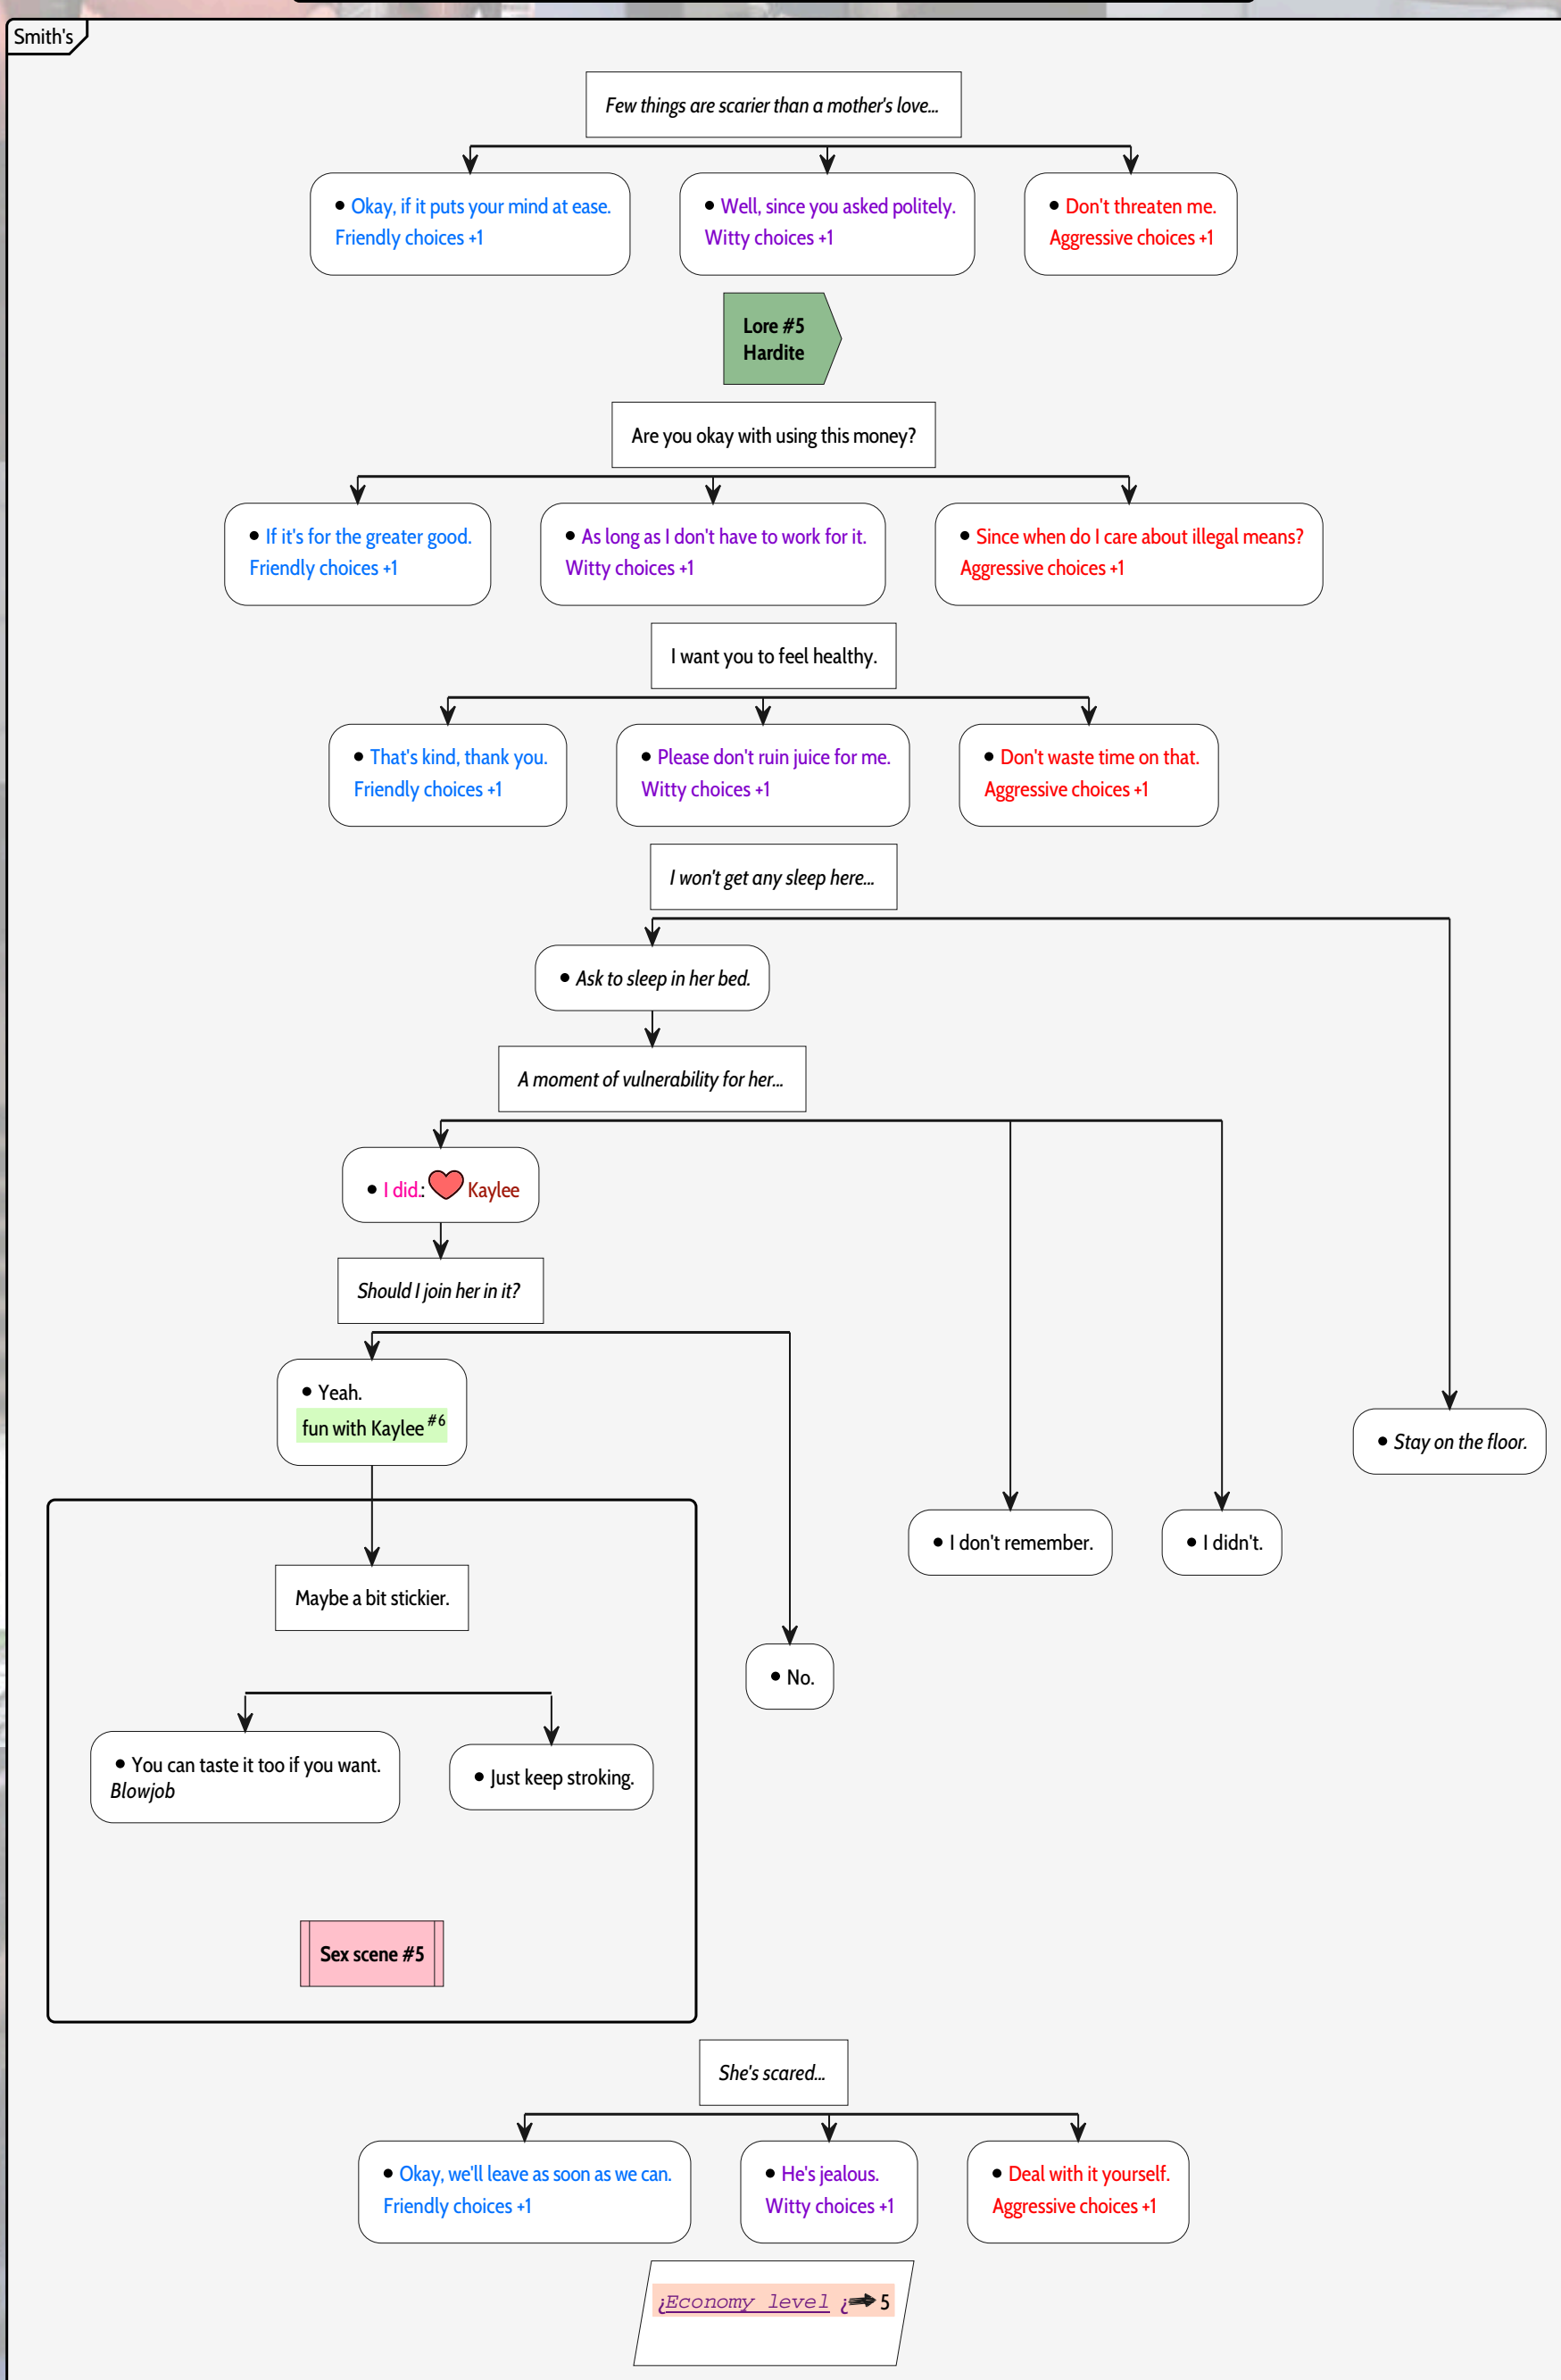 Smith's
Few things are scarier than a mother's love...
• Okay, if it puts your mind at ease.
Friendly choices +1
• Well, since you asked politely.
Witty choices +1
• Don't threaten me.
Aggressive choices +1
Lore #5
Hardite
Are you okay with using this money?
• If it's for the greater good.
Friendly choices +1
• As long as I don't have to work for it.
Witty choices +1
• Since when do I care about illegal means?
Aggressive choices +1
I want you to feel healthy.
• That's kind, thank you.
Friendly choices +1
• Please don't ruin juice for me.
Witty choices +1
• Don't waste time on that.
Aggressive choices +1
I won't get any sleep here...
• Ask to sleep in her bed.
A moment of vulnerability for her...
• I did.: Kaylee
Should I join her in it?
• Yeah.
fun with Kaylee #6
• Stay on the floor.
• I don't remember.
• I didn't.
Maybe a bit stickier.
• No.
• You can taste it too if you want.
Blowjob
• Just keep stroking.
Sex scene #5
She's scared...
• Okay, we'll leave as soon as we can.
Friendly choices +1
• He's jealous.
Witty choices +1
• Deal with it yourself.
Aggressive choices +1
¿Economy level ¿ 5